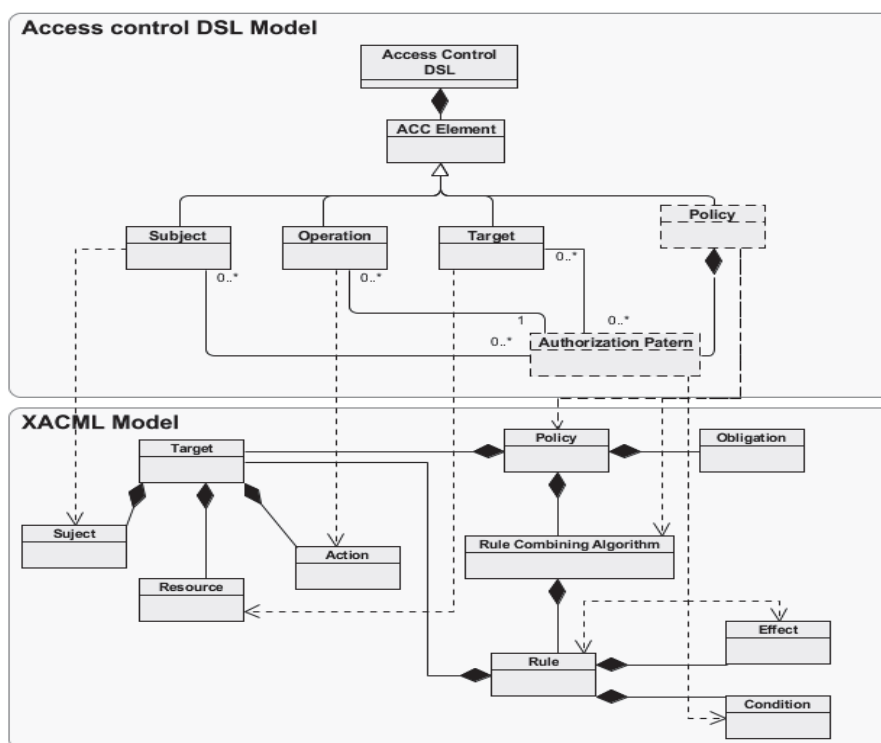 Access control DSL Model
Access Control
DSL
ACC Element
Policy
Subject
Operation
Target
0..*
0..*
0..*
1
0..*
0..*
Authorization Patern
XACML Model
Target
Policy
Obligation
Suject
Action
Rule Combining Algorithm
Resource
Effect
Rule
Condition